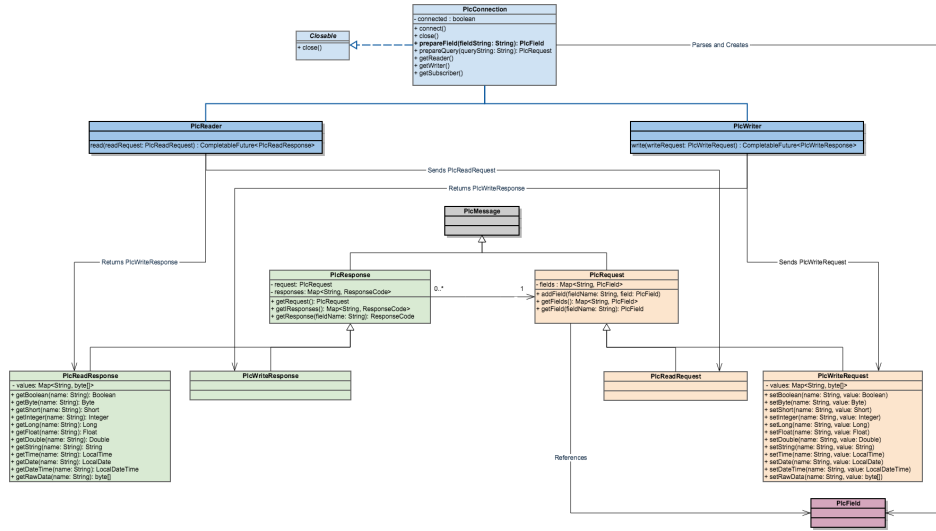 PlcConnection
- connected : boolean
+ connect()
+ close()
+ prepareField(fieldString: String): PlcField
+ prepareQuery(queryString: String): PlcRequest
+ getReader()
+ getWriter()
+ getSubscriber()
Closable
+ close()
Parses and Creates
PlcReader
read(readRequest: PlcReadRequest) : CompletableFuture<PlcReadResponse>
PlcWriter
write(writeRequest: PlcWriteRequest) : CompletableFuture<PlcWriteResponse>
Sends PlcReadRequest
Returns PlcWriteResponse
PlcMessage
Returns PlcWriteResponse
Sends PlcWriteRequest
PlcResponse
- request: PlcRequest
- responses: Map<String, ResponseCode>
+ getRequest(): PlcRequest
+ getResponses(): Map<String, ResponseCode>
+ getResponse(fieldName: String): ResponseCode
0..*
1
PlcRequest
- fields : Map<String, PlcField>
+ addField(fieldName: String, field: PlcField)
+ getFields(): Map<String, PlcField>
+ getField(fieldName: String): PlcField
PlcReadResponse
- values: Map<String, byte[]>
+ getBoolean(name: String): Boolean
+ getByte(name: String): Byte
+ getShort(name: String): Short
+ getInteger(name: String): Integer
+ getLong(name: String): Long
+ getFloat(name: String): Float
+ getDouble(name: String): Double
+ getString(name: String): String
+ getTime(name: String): LocalTime
+ getDate(name: String): LocalDate
+ getDateTime(name: String): LocalDateTime
+ getRawData(name: String): byte[]
PlcWriteResponse
PlcReadRequest
PlcWriteRequest
- values: Map<String, byte[]>
+ setBoolean(name: String, value: Boolean)
+ setByte(name: String, value: Byte)
+ setShort(name: String, value: Short)
+ setInteger(name: String, value: Integer)
+ setLong(name: String, value: Long)
+ setFloat(name: String, value: Float)
+ setDouble(name: String, value: Double)
+ setString(name: String, value: String)
+ setTime(name: String, value: LocalTime)
+ setDate(name: String, value: LocalDate)
+ setDateTime(name: String, value: LocalDateTime)
+ setRawData(name: String, value: byte[])
References
PlcField